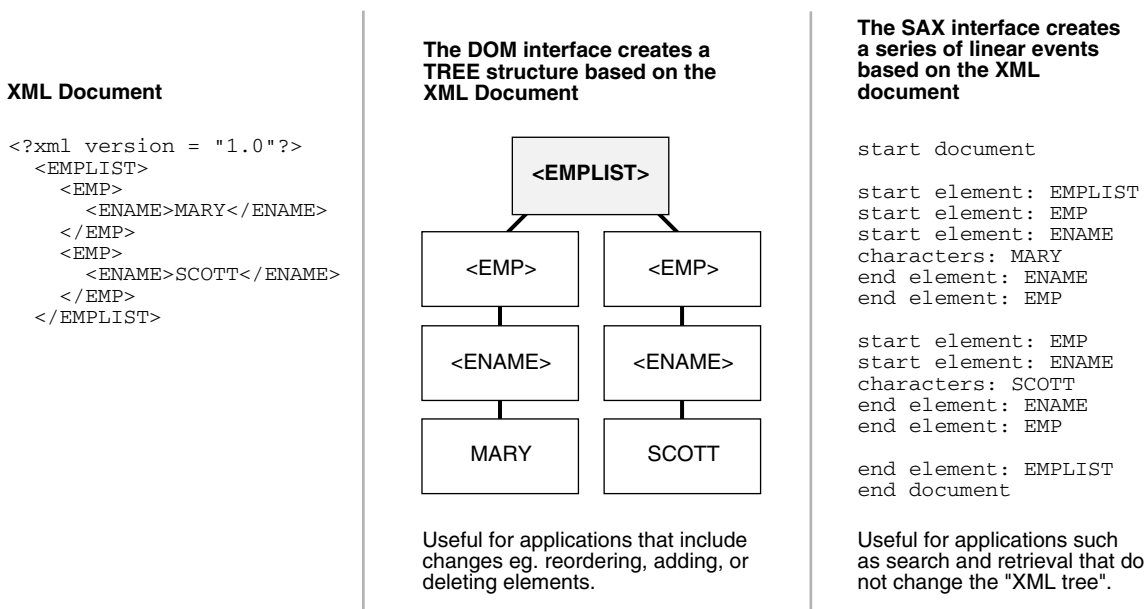 XML Document
<?xml version = "1.0"?>
<EMPLIST>
<EMP>
<ENAME>MARY</ENAME>
</EMP>
<EMP>
<ENAME>SCOTT</ENAME>
</EMP>
</EMPLIST>
The DOM interface creates a
TREE structure based on the
XML Document
<EMPLIST>
<EMP>
<EMP>
<ENAME>
<ENAME>
MARY
SCOTT
Useful for applications that include
changes eg. reordering, adding, or
deleting elements.
The SAX interface creates
a series of linear events
based on the XML
document
start document
start element: EMPLIST
start element: EMP
start element: ENAME
characters: MARY
end element: ENAME
end element: EMP
start element: EMP
start element: ENAME
characters: SCOTT
end element: ENAME
end element: EMP
end element: EMPLIST
end document
Useful for applications such
as search and retrieval that do
not change the "XML tree".